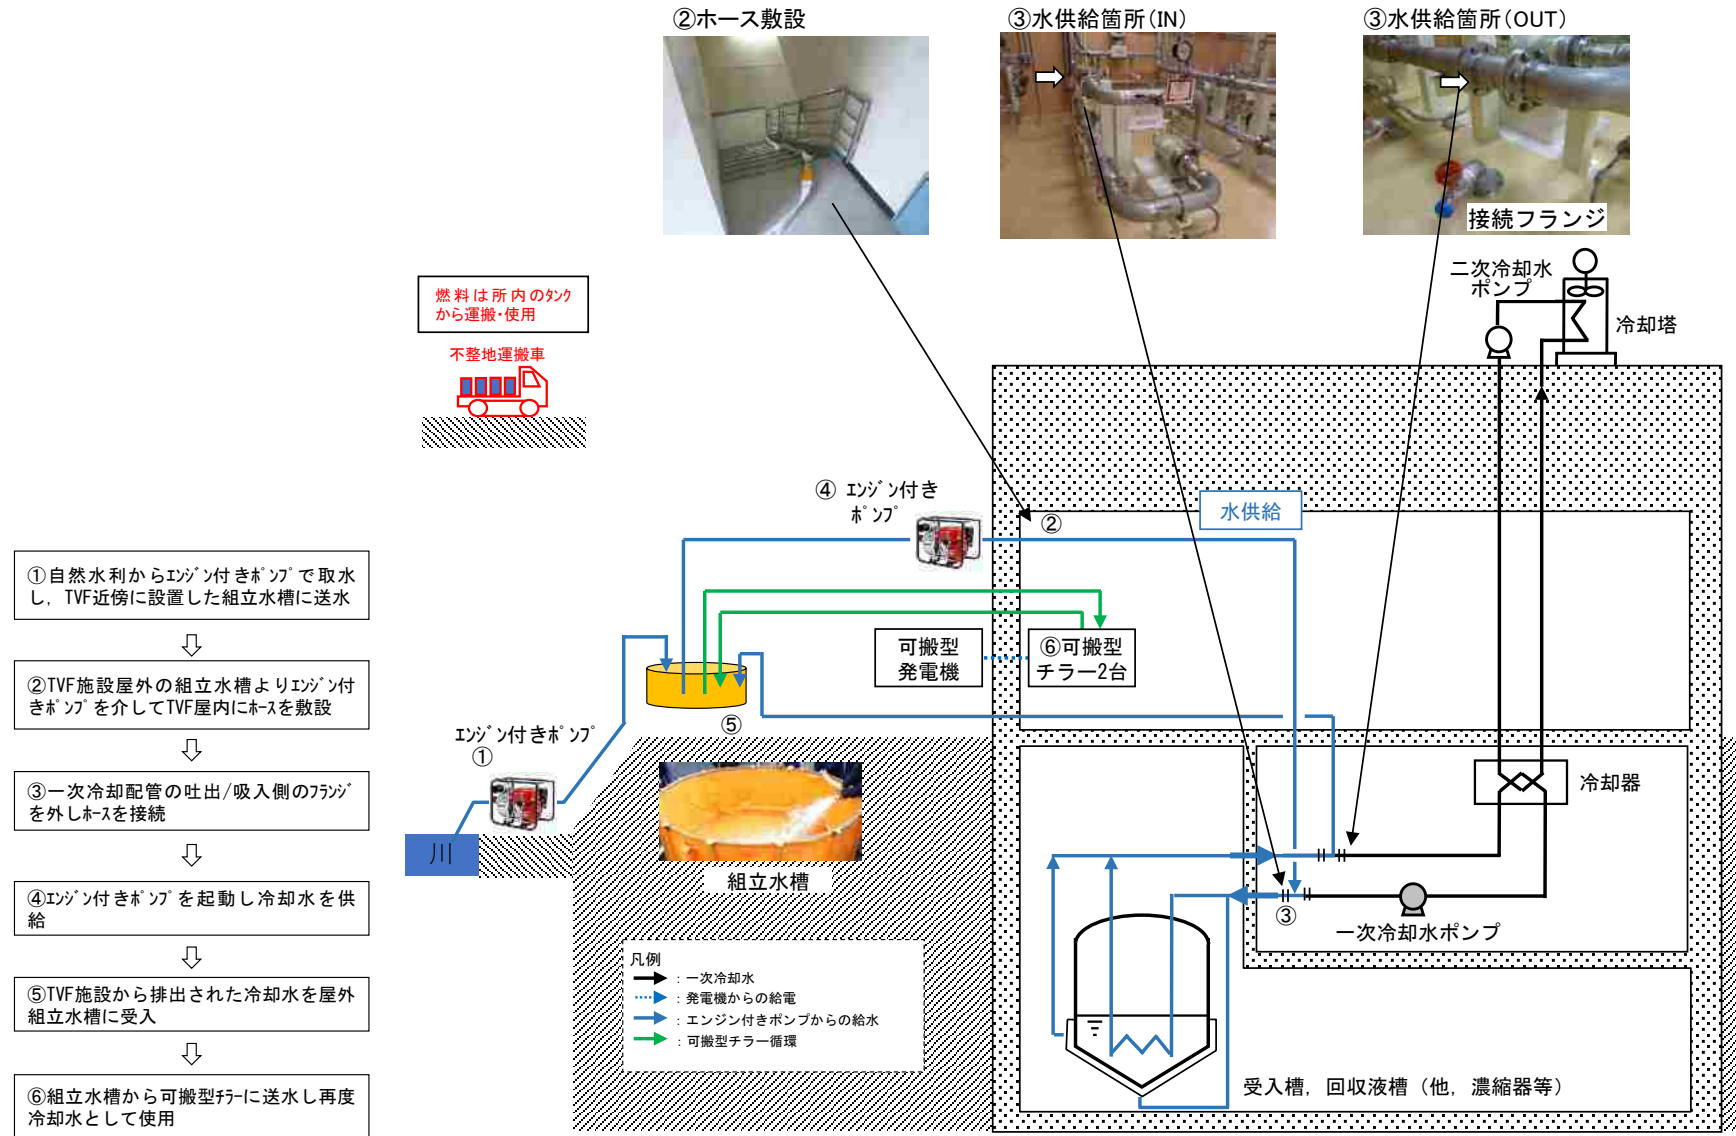 ②ホース敷設
③水供給箇所(IN)
③水供給箇所(OUT)
接続フランジ
二次冷却水
ポンプ
冷却塔
燃料は所内のタンク
から運搬・使用
不整地運搬車
④ エンジン付き
ポンプ
②
水供給
①自然水利からエンジン付きポンプで取水
し，TVF近傍に設置した組立水槽に送水
②TVF施設屋外の組立水槽よりエンジン付
きポンプを介してTVF屋内にホースを敷設
③一次冷却配管の吐出/吸入側のフランジ
を外しホースを接続
④エンジン付きポンプを起動し冷却水を供
給
⑤TVF施設から排出された冷却水を屋外
組立水槽に受入
⑥組立水槽から可搬型チラーに送水し再度
冷却水として使用
可搬型
発電機
⑥可搬型
チラー2台
⑤
エンジン付きポンプ
①
川
組立水槽
冷却器
③
一次冷却水ポンプ
凡例
：一次冷却水
：発電機からの給電
：エンジン付きポンプからの給水
：可搬型チラー循環
受入槽，回収液槽（他，濃縮器等）